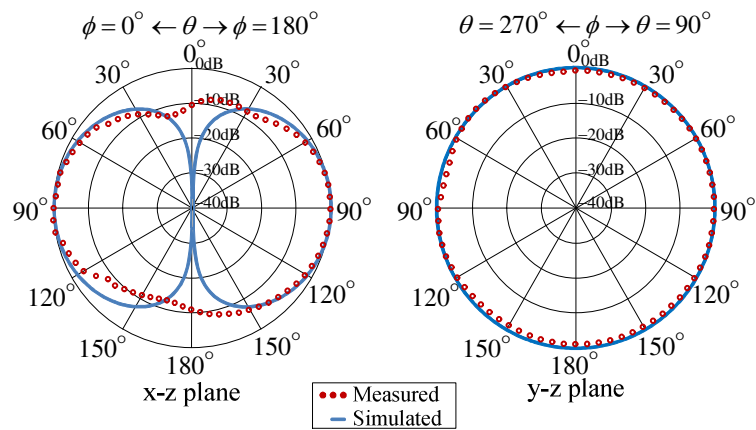 ϕ = 0° ← θ → ϕ = 180°
0°
0dB
30° 30°
−10dB
60° 60°
−20dB
−30dB
90° −40dB 90°
120° 120°
150° 150°
180°
x-z plane
θ = 270° ← ϕ → θ = 90°
0°
0dB
30° 30°
−10dB
60° 60°
−20dB
−30dB
90° −40dB 90°
120° 120°
150° 150°
180°
y-z plane
Measured
Simulated